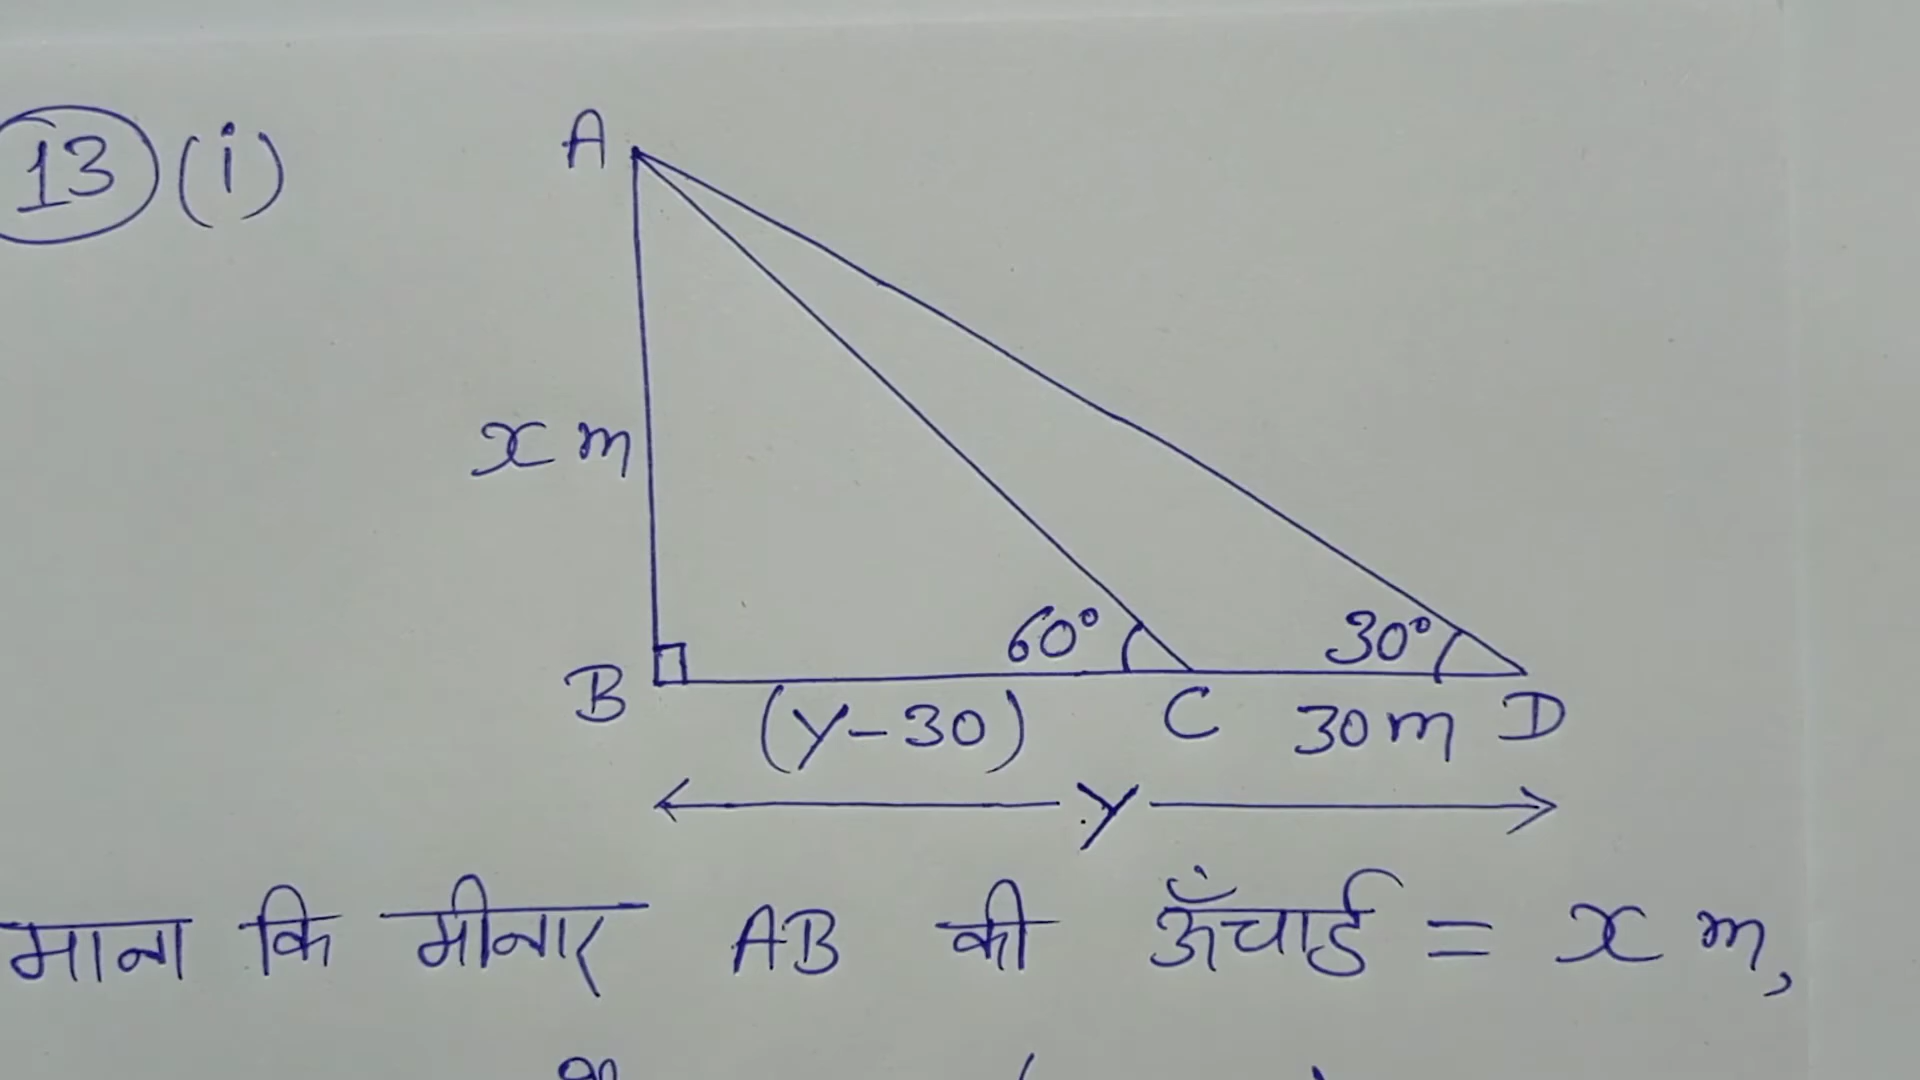 13 (i)
A
x m
60° 30°
B (y-30) C 30m D
y
माना कि मीनार AB की ऊँचाई = x m,